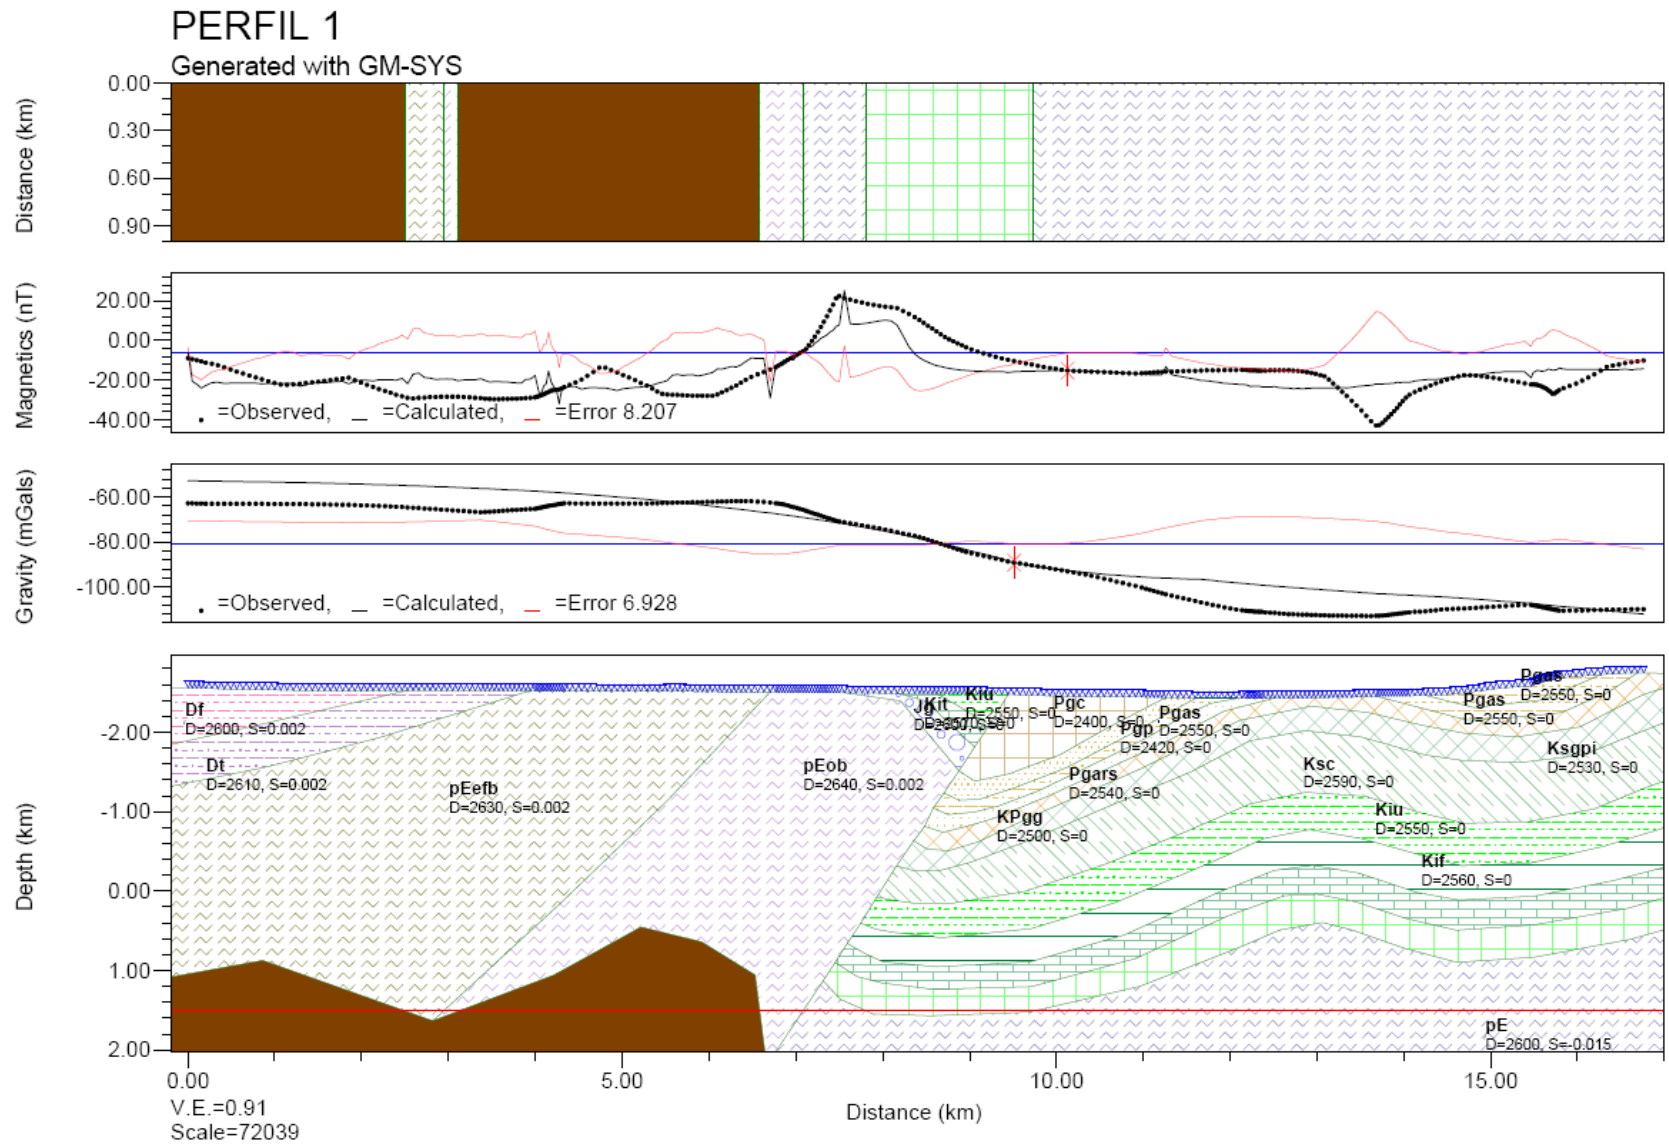 PERFIL 1
Generated with GM-SYS
Distance (km)
0.00
0.30
0.60
0.90
Magnetics (nT)
20.00
0.00
-20.00
-40.00
=Observed, =Calculated, =Error 8.207
Gravity (mGals)
-60.00
-80.00
-100.00
=Observed, =Calculated, =Error 6.928
Depth (km)
-2.00
-1.00
0.00
1.00
2.00
Df
D=2600, S=0.002
Dt
D=2610, S=0.002
pEefb
D=2630, S=0.002
pEob
D=2640, S=0.002
Kiu
D=2550, S=0
Pgc
D=2400, S=0
Pgas
D=2550, S=0
Pgp
D=2420, S=0
Pgars
D=2540, S=0
KPgg
D=2500, S=0
Pgas
D=2550, S=0
Pgas
D=2550, S=0
Ksgpi
D=2530, S=0
Ksc
D=2590, S=0
Kiu
D=2550, S=0
Kif
D=2560, S=0
pE
D=2600, S=-0.015
0.00
5.00
10.00
15.00
Distance (km)
V.E.=0.91
Scale=72039